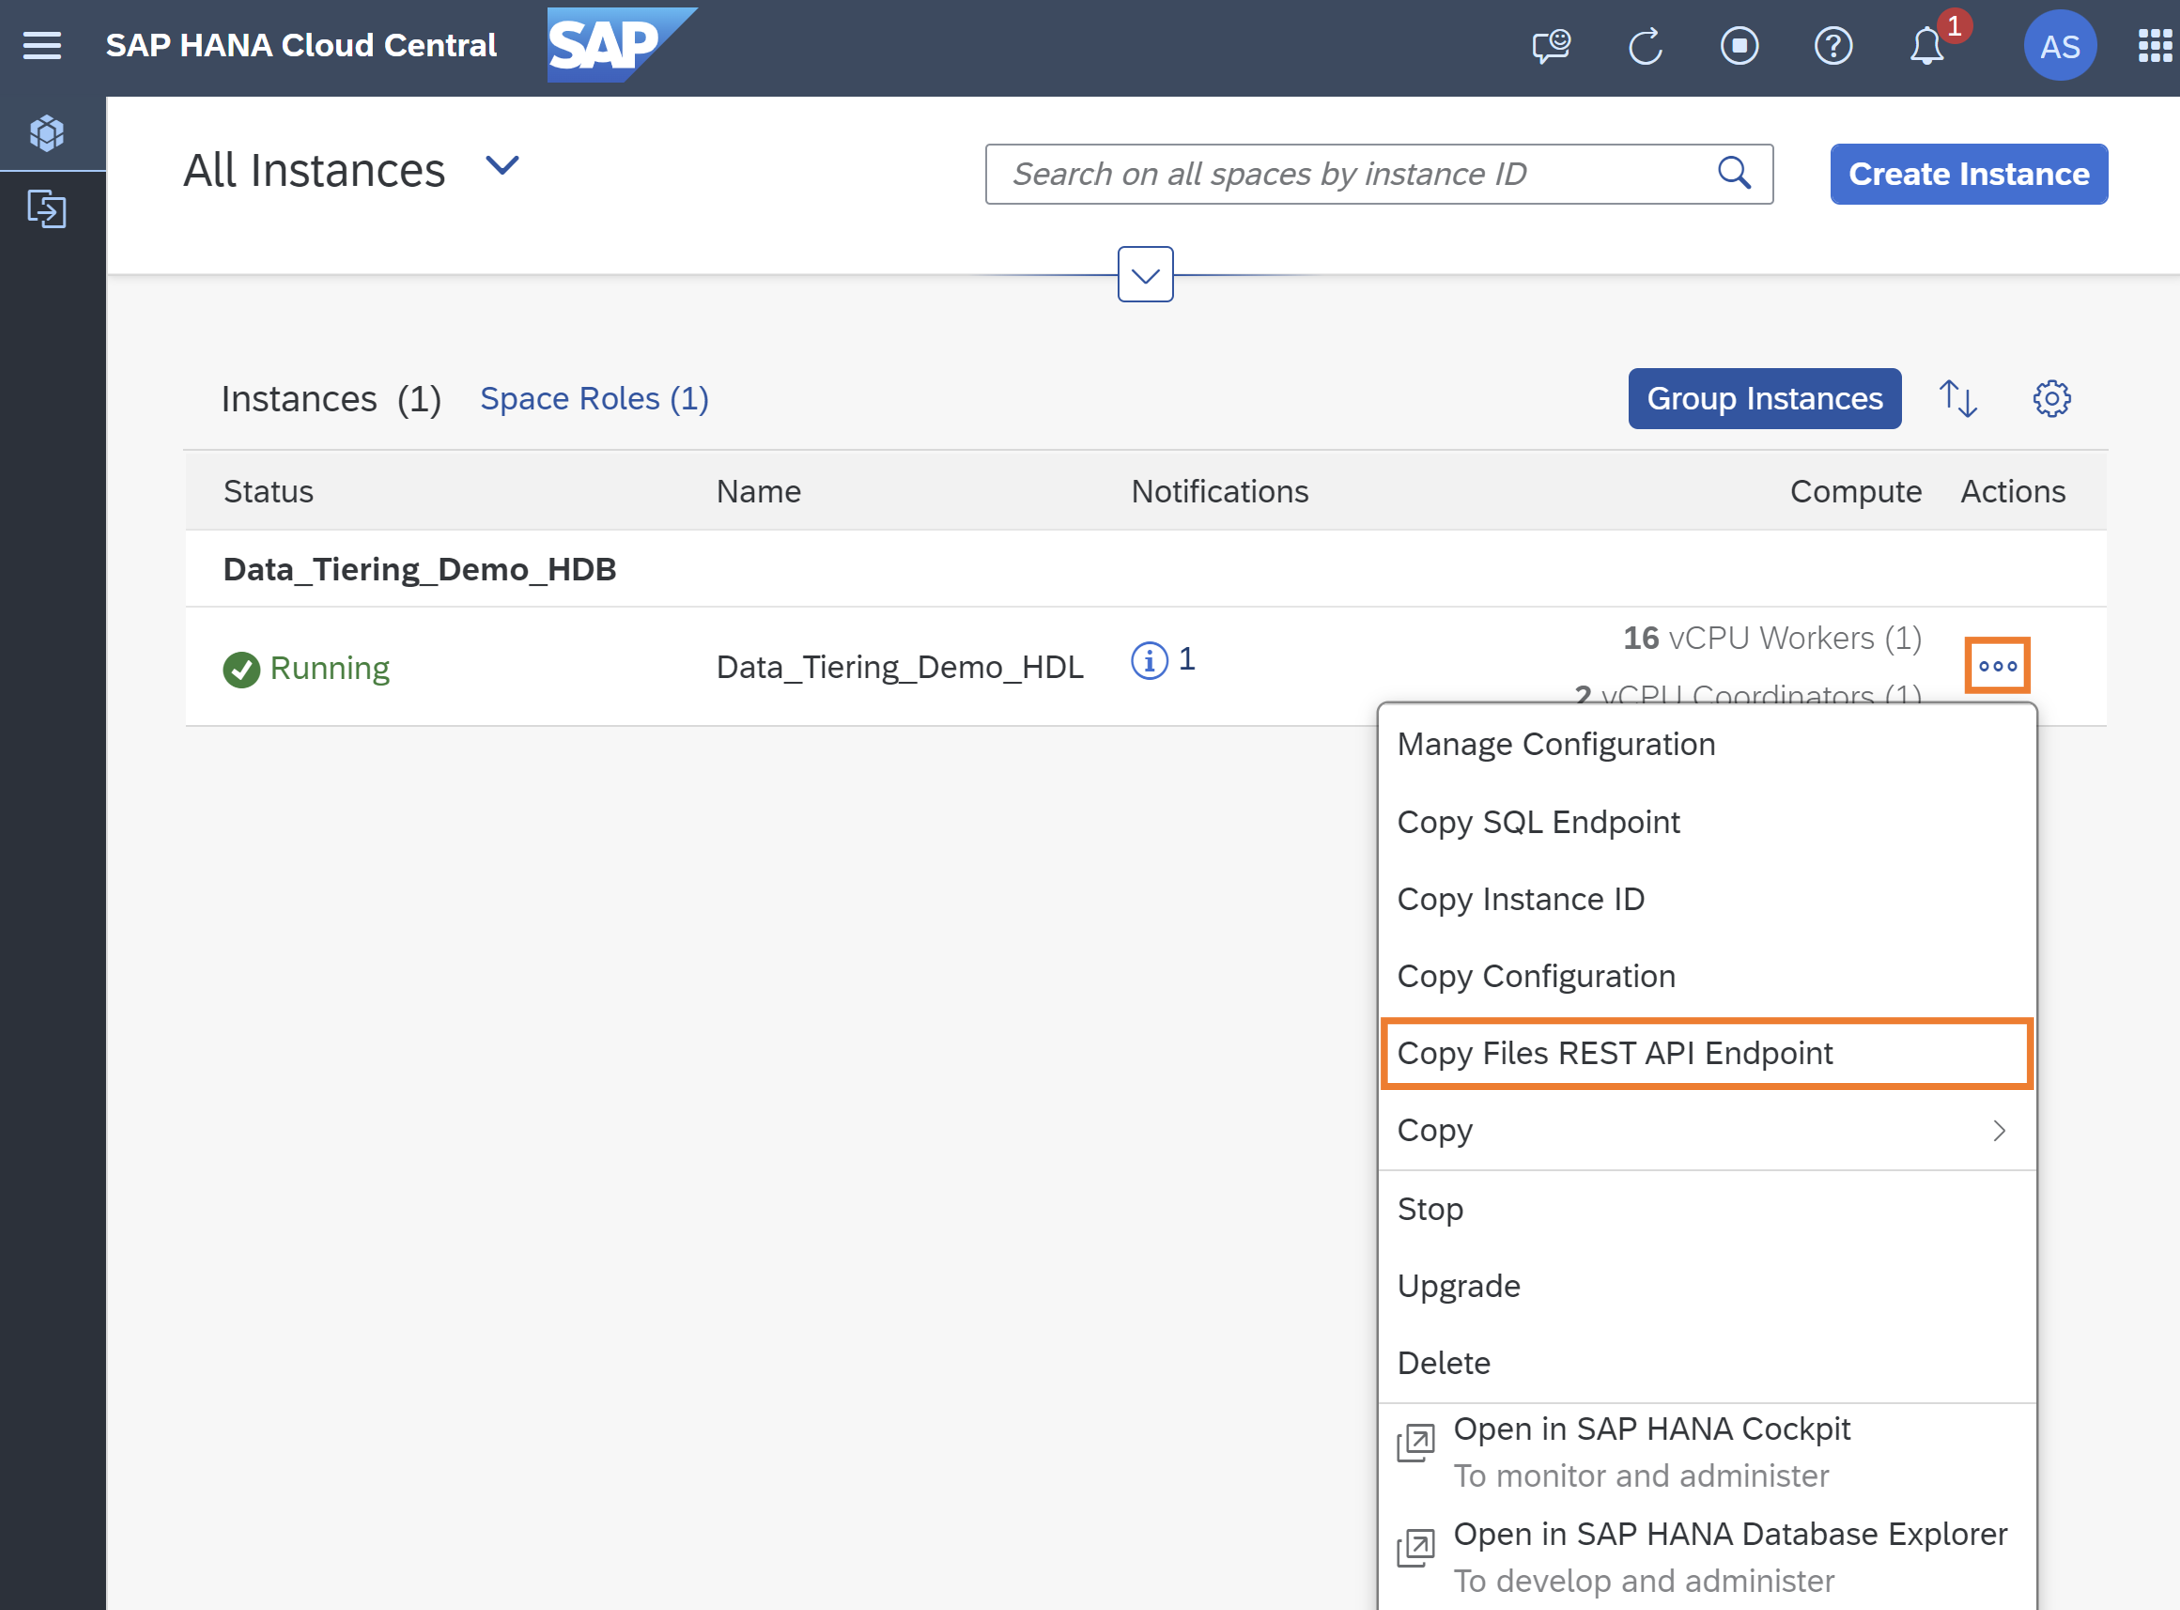 SAP HANA Cloud Central
SAP
1
AS
All Instances
Search on all spaces by instance ID
Create Instance
Instances (1)
Space Roles (1)
Group Instances
Status
Name
Notifications
Compute
Actions
Data_Tiering_Demo_HDB
Running
Data_Tiering_Demo_HDL
1
16 vCPU Workers (1)
2 vCPU Coordinators (1)
Manage Configuration
Copy SQL Endpoint
Copy Instance ID
Copy Configuration
Copy Files REST API Endpoint
Copy
Stop
Upgrade
Delete
Open in SAP HANA Cockpit
To monitor and administer
Open in SAP HANA Database Explorer
To develop and administer